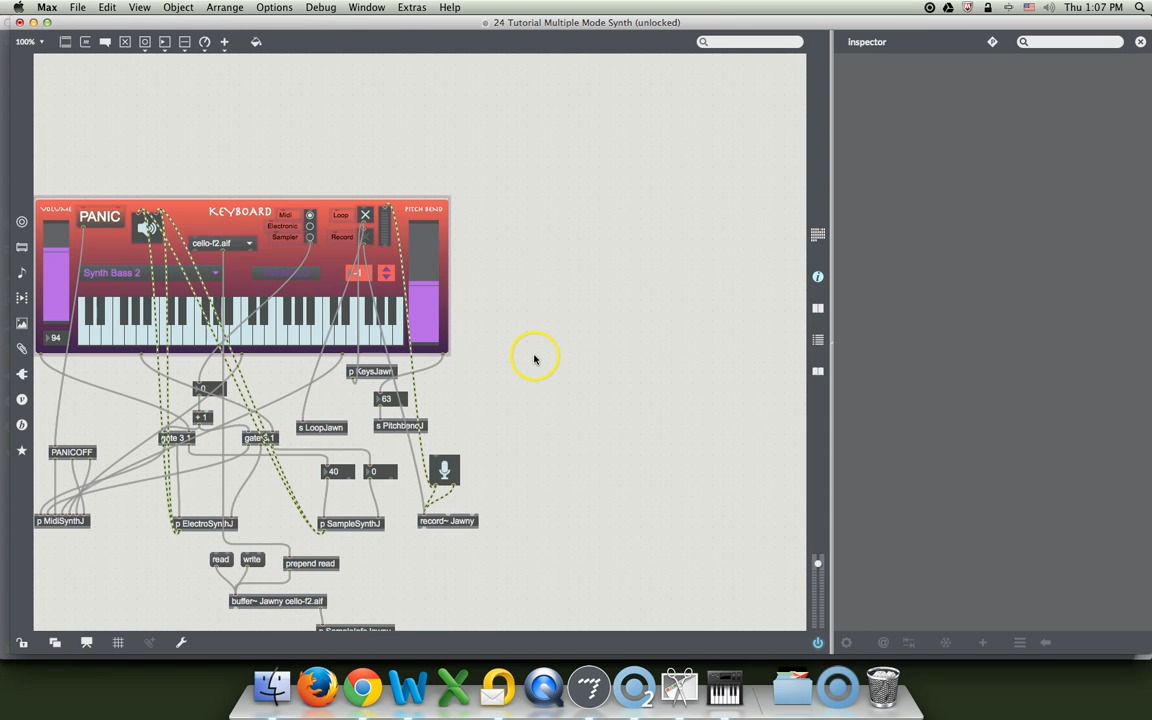 Max File Edit View Object Arrange Options Debug Window Extras Help Thu 1:07 PM
24 Tutorial Multiple Mode Synth (unlocked)
100%
inspector
VOLUME PANIC KEYBOARD Midi Loop PITCH BEND
Electronic
Sampler Record
cello-f2.aif
Synth Bass 2 -1
94
p KeysJawn
0
63
+ 1
s LoopJawn s PitchbendJ
gate 3 1 gate 3 1
PANICOFF
40 0
p MidiSynthJ p ElectroSynthJ p SampleSynthJ record~ Jawny
read write prepend read
buffer~ Jawny cello-f2.aif
2